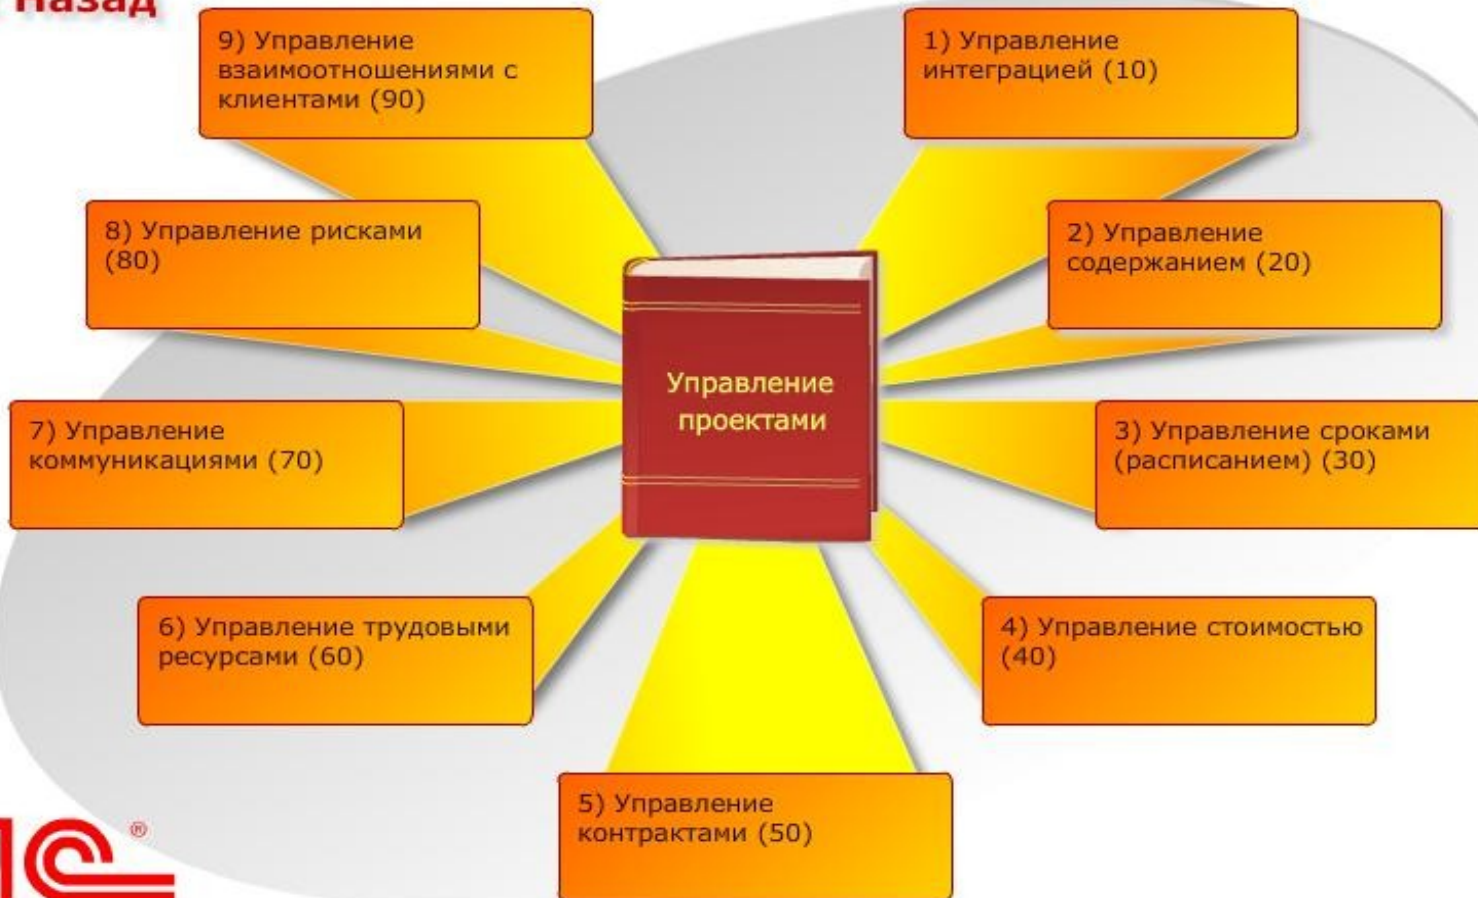 Назад
9) Управление
взаимоотношениями с
клиентами (90)
1) Управление
интеграцией (10)
8) Управление рисками
(80)
2) Управление
содержанием (20)
Управление
проектами
7) Управление
коммуникациями (70)
3) Управление сроками
(расписанием) (30)
6) Управление трудовыми
ресурсами (60)
4) Управление стоимостью
(40)
5) Управление
контрактами (50)
1С®